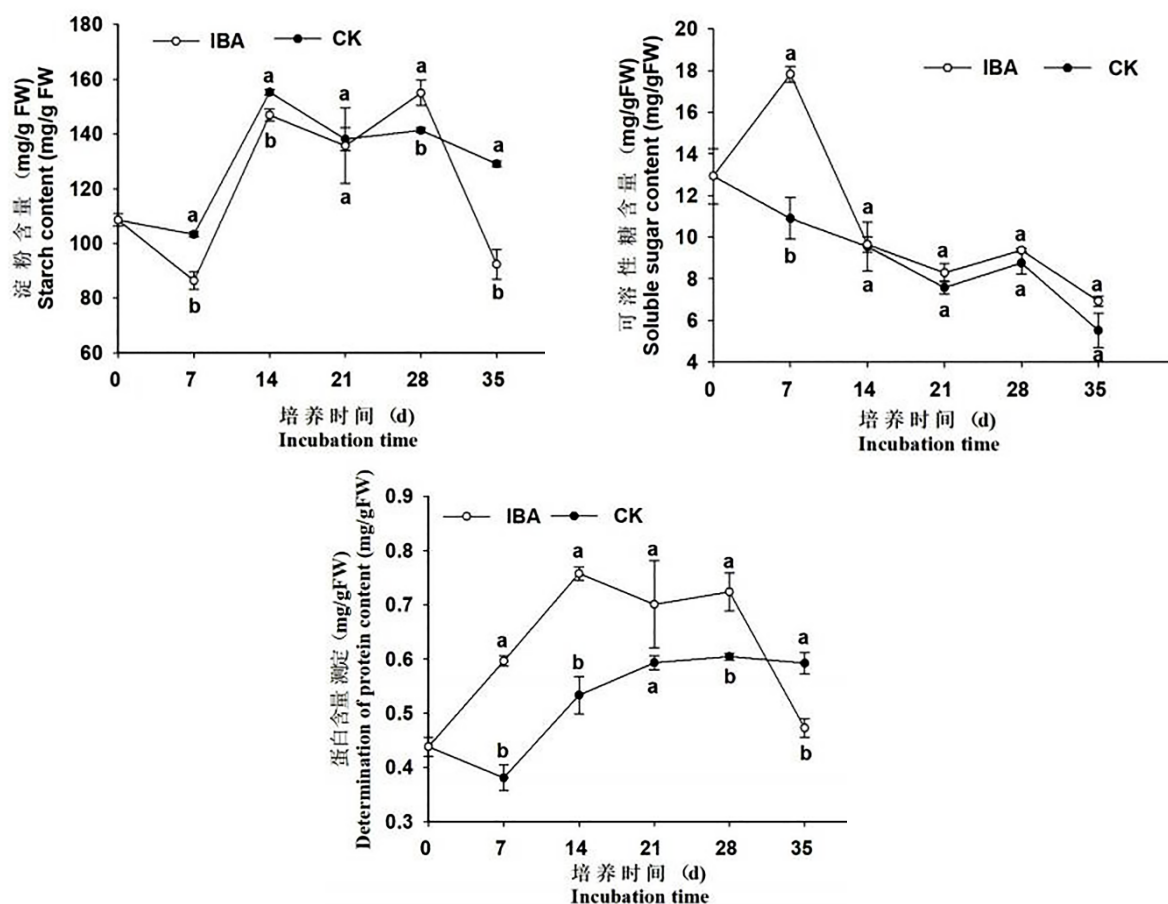 IBA CK
淀粉含量 (mg/g FW)
Starch content (mg/g FW
180
160
140
120
100
80
60
a
a
a
a
a
b
b
a
b
b
0 7 14 21 28 35
培养时间 (d)
Incubation time
IBA
CK
可溶性糖含量 (mg/gFW)
Soluble sugar content (mg/gFW)
20
18
16
14
12
10
8
6
4
a
a
a
a
a
b
a
a
a
a
0 7 14 21 28 35
培养时间 (d)
Incubation time
IBA CK
蛋白含量测定 (mg/gFW)
Determination of protein content (mg/gFW)
0.9
0.8
0.7
0.6
0.5
0.4
0.3
a
a
a
a
a
b
b
a
b
b
0 7 14 21 28 35
培养时间 (d)
Incubation time